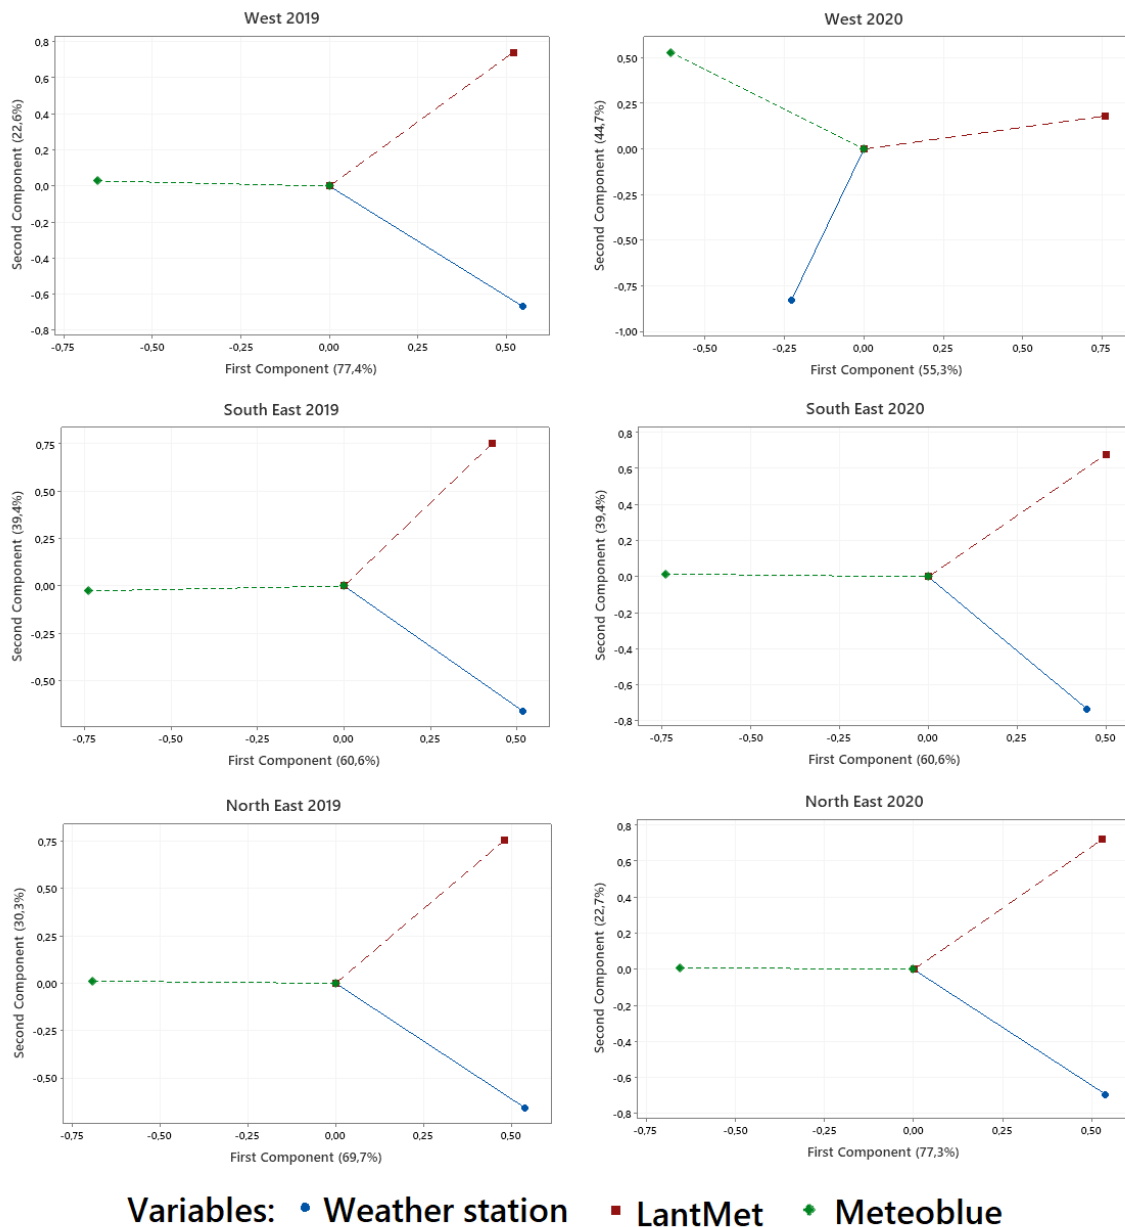 West 2019
0,8
0,6
0,4
0,2
0,0
-0,2
-0,4
-0,6
-0,8
Second Component (22,6%)
-0,75 -0,50 -0,25 0,00 0,25 0,50
First Component (77,4%)
West 2020
0,50
0,25
0,00
-0,25
-0,50
-0,75
-1,00
Second Component (44,7%)
-0,50 -0,25 0,00 0,25 0,50 0,75
First Component (55,3%)
South East 2019
0,75
0,50
0,25
0,00
-0,25
-0,50
Second Component (39,4%)
-0,75 -0,50 -0,25 0,00 0,25 0,50
First Component (60,6%)
South East 2020
0,8
0,6
0,4
0,2
0,0
-0,2
-0,4
-0,6
-0,8
Second Component (39,4%)
-0,75 -0,50 -0,25 0,00 0,25 0,50
First Component (60,6%)
North East 2019
0,75
0,50
0,25
0,00
-0,25
-0,50
Second Component (30,3%)
-0,75 -0,50 -0,25 0,00 0,25 0,50
First Component (69,7%)
North East 2020
0,8
0,6
0,4
0,2
0,0
-0,2
-0,4
-0,6
-0,8
Second Component (22,7%)
-0,75 -0,50 -0,25 0,00 0,25 0,50
First Component (77,3%)
Variables: Weather station LantMet Meteoblue